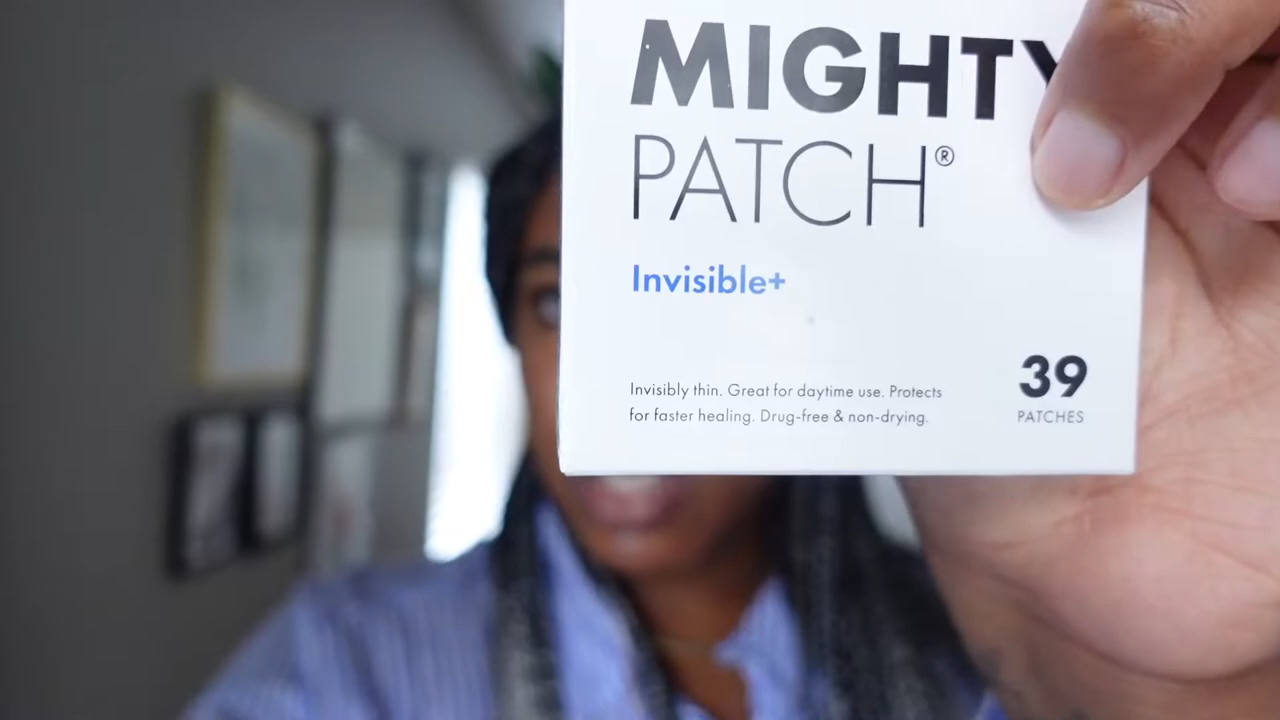 MIGHTY
PATCH®
Invisible+
Invisibly thin. Great for daytime use. Protects
for faster healing. Drug-free & non-drying.
39
PATCHES